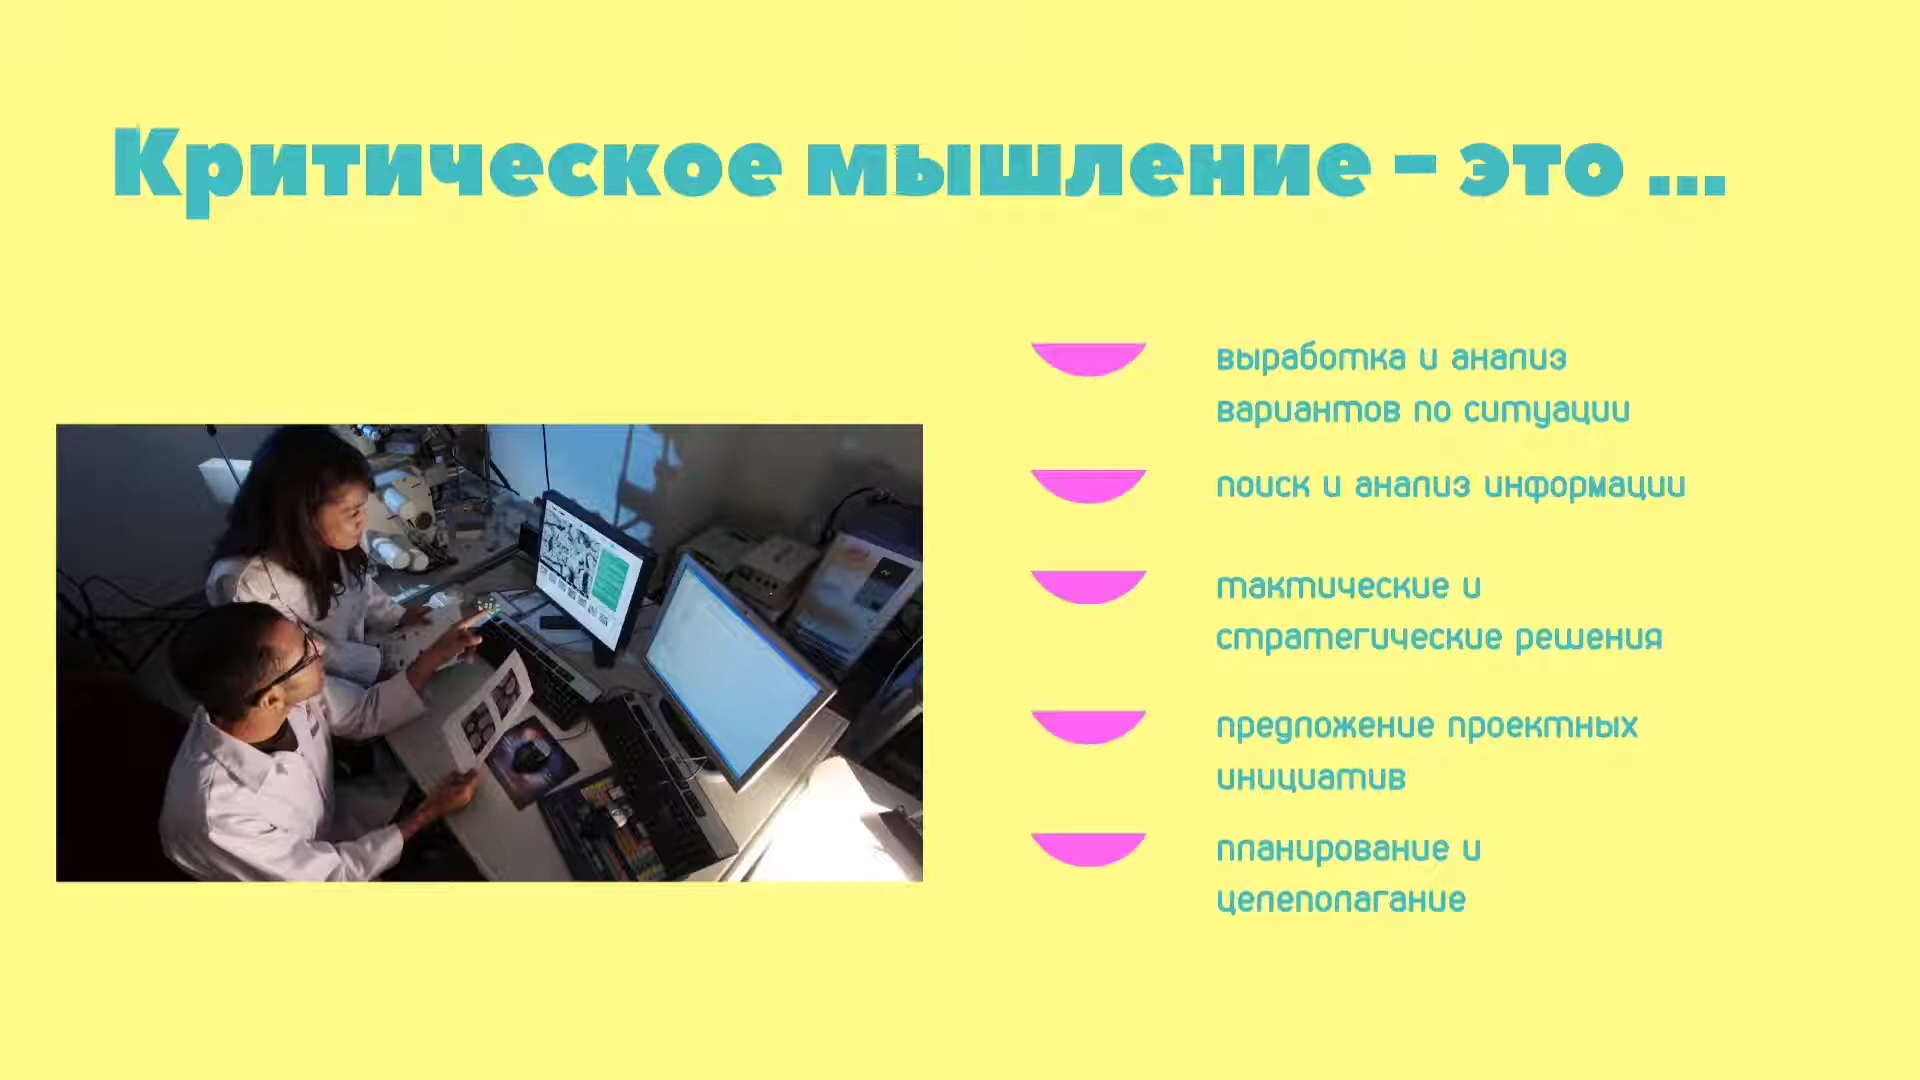 Критическое мышление - это ...
выработка и анализ
вариантов по ситуации
поиск и анализ информации
тактические и
стратегические решения
предложение проектных
инициатив
планирование и
целеполагание